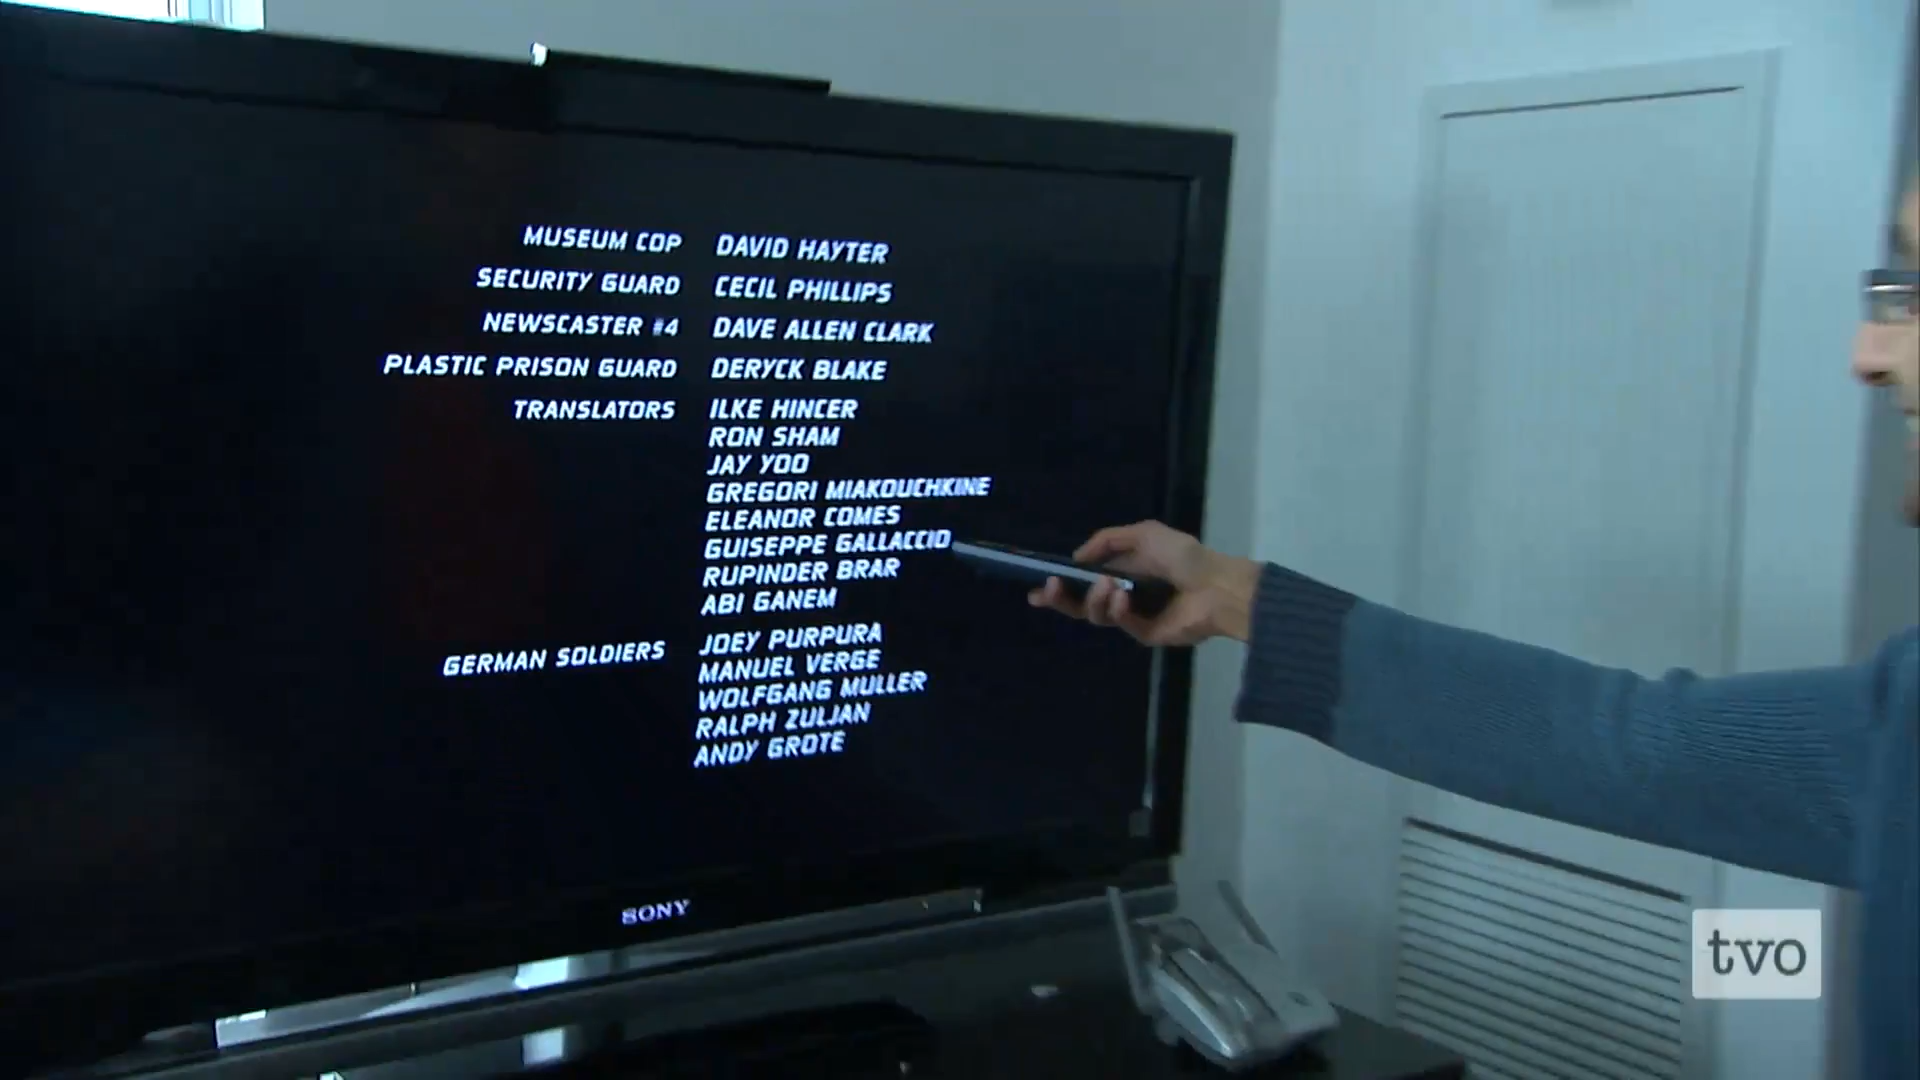 MUSEUM COP DAVID HAYTER
SECURITY GUARD CECIL PHILLIPS
NEWSCASTER #4 DAVE ALLEN CLARK
PLASTIC PRISON GUARD DERYCK BLAKE
TRANSLATORS ILKE HINCER
RON SHAM
JAY YOO
GREGORI MIAKOUCHKINE
ELEANOR COMES
GUISEPPE GALLACCIO
RUPINDER BRAR
ABI GANEM
GERMAN SOLDIERS JOEY PURPURA
MANUEL VERGE
WOLFGANG MULLER
RALPH ZULJAN
ANDY GROTE
SONY
tvo